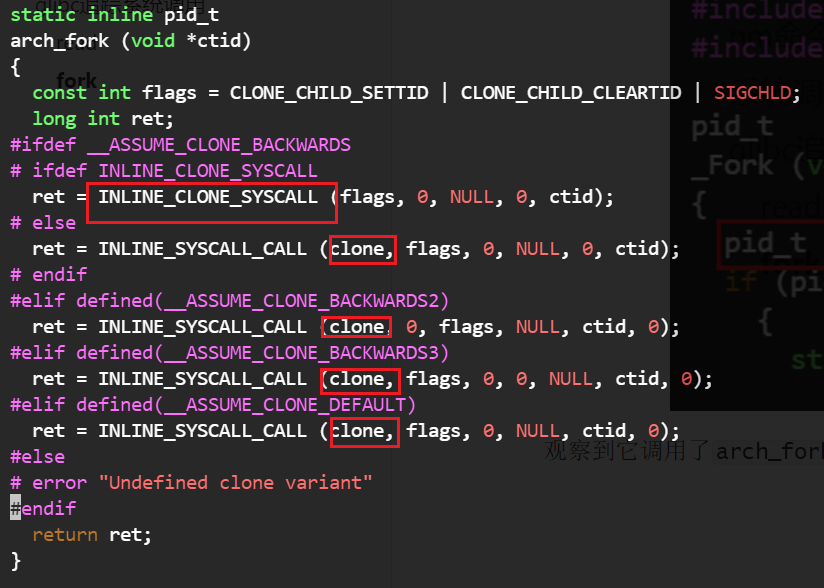 static inline pid_t
arch_fork (void *ctid)
{
  const int flags = CLONE_CHILD_SETTID | CLONE_CHILD_CLEARTID | SIGCHLD;
  long int ret;
#ifdef __ASSUME_CLONE_BACKWARDS
# ifdef INLINE_CLONE_SYSCALL
  ret = INLINE_CLONE_SYSCALL (flags, 0, NULL, 0, ctid);
# else
  ret = INLINE_SYSCALL_CALL (clone, flags, 0, NULL, 0, ctid);
# endif
#elif defined(__ASSUME_CLONE_BACKWARDS2)
  ret = INLINE_SYSCALL_CALL (clone, 0, flags, NULL, ctid, 0);
#elif defined(__ASSUME_CLONE_BACKWARDS3)
  ret = INLINE_SYSCALL_CALL (clone, flags, 0, 0, NULL, ctid, 0);
#elif defined(__ASSUME_CLONE_DEFAULT)
  ret = INLINE_SYSCALL_CALL (clone, flags, 0, NULL, ctid, 0);
#else
# error "Undefined clone variant"
#endif
  return ret;
}
fork
#include
#include
pid_t
_Fork (v
{
read
pid_t
if (pi
{
st
观察到它调用了 arch_fork